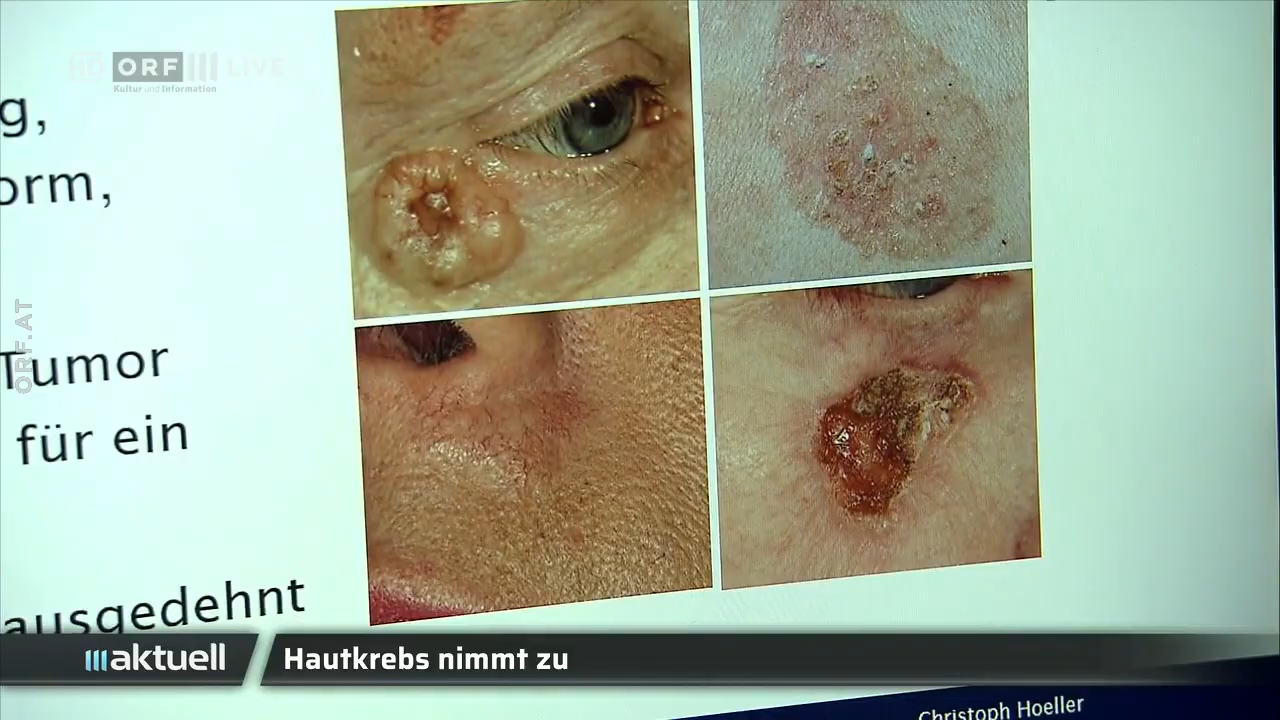 HD ORF III LIVE
Kultur und Information
g,
orm,
ORF.AT
Tumor
für ein
ausgedehnt
III aktuell
Hautkrebs nimmt zu
Christoph Hoeller